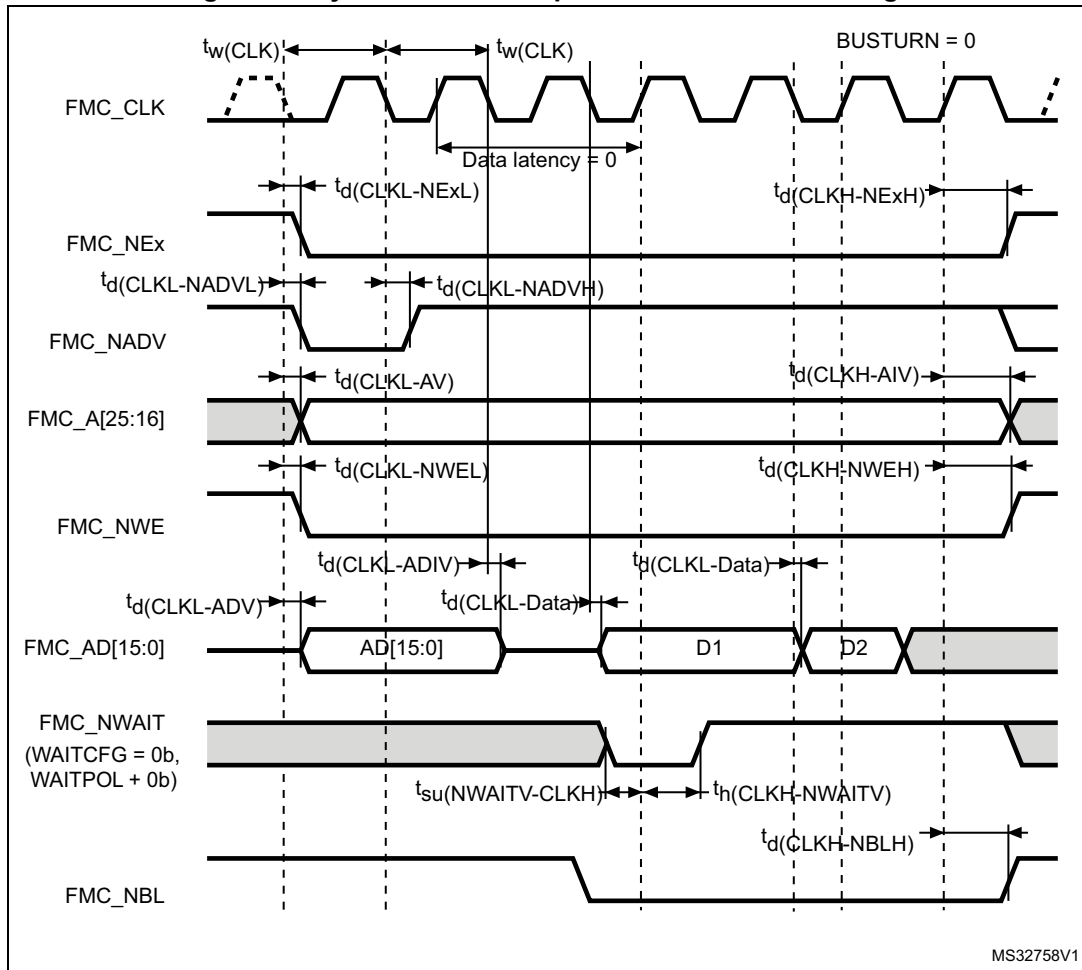 tw(CLK) tw(CLK) BUSTURN = 0
FMC_CLK
Data latency = 0
td(CLKL-NExL) td(CLKH-NExH)
FMC_NEx
td(CLKL-NADVL) td(CLKL-NADVH)
FMC_NADV
td(CLKL-AV) td(CLKH-AIV)
FMC_A[25:16]
td(CLKL-NWEL) td(CLKH-NWEH)
FMC_NWE
td(CLKL-ADIV) td(CLKL-Data)
td(CLKL-ADV) td(CLKL-Data)
FMC_AD[15:0] AD[15:0] D1 D2
FMC_NWAIT
(WAITCFG = 0b,
WAITPOL + 0b)
tsu(NWAITV-CLKH) th(CLKH-NWAITV)
td(CLKH-NBLH)
FMC_NBL
MS32758V1